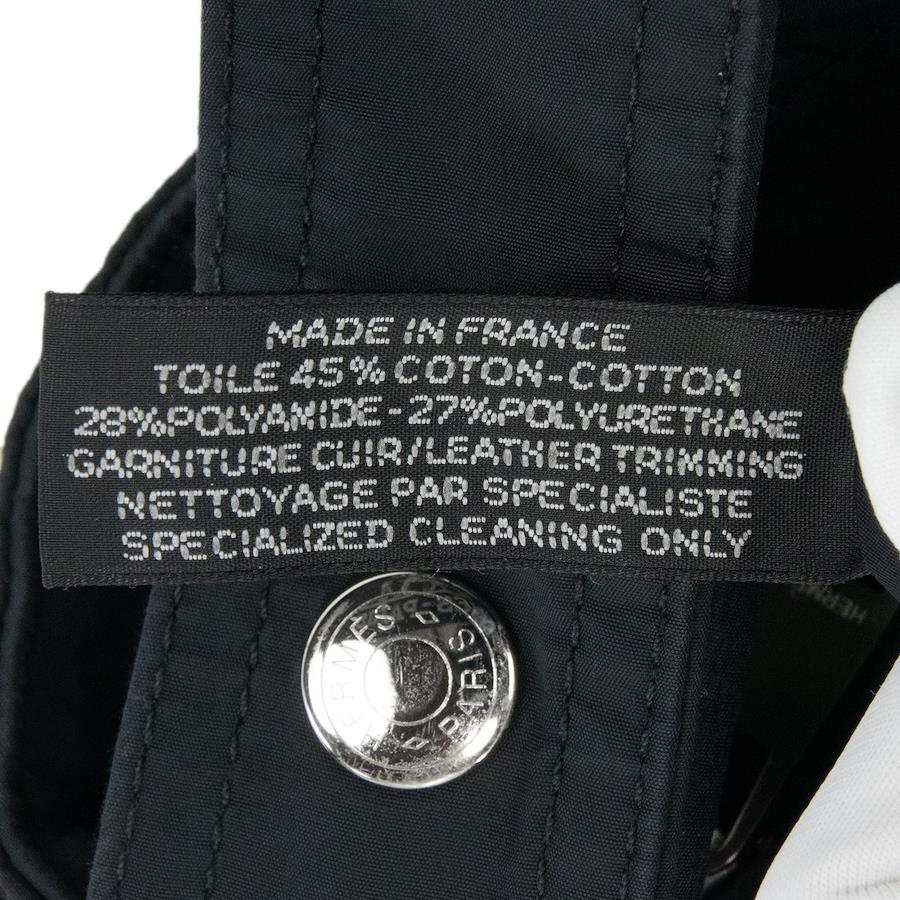 MADE IN FRANCE
TOILE 45% COTON-COTTON
28%POLYAMIDE-27%POLYURETHANE
GARNITURE CUIR/LEATHER TRIMMING
NETTOYAGE PAR SPECIALISTE
SPECIALIZED CLEANING ONLY
HERMÈS PARIS